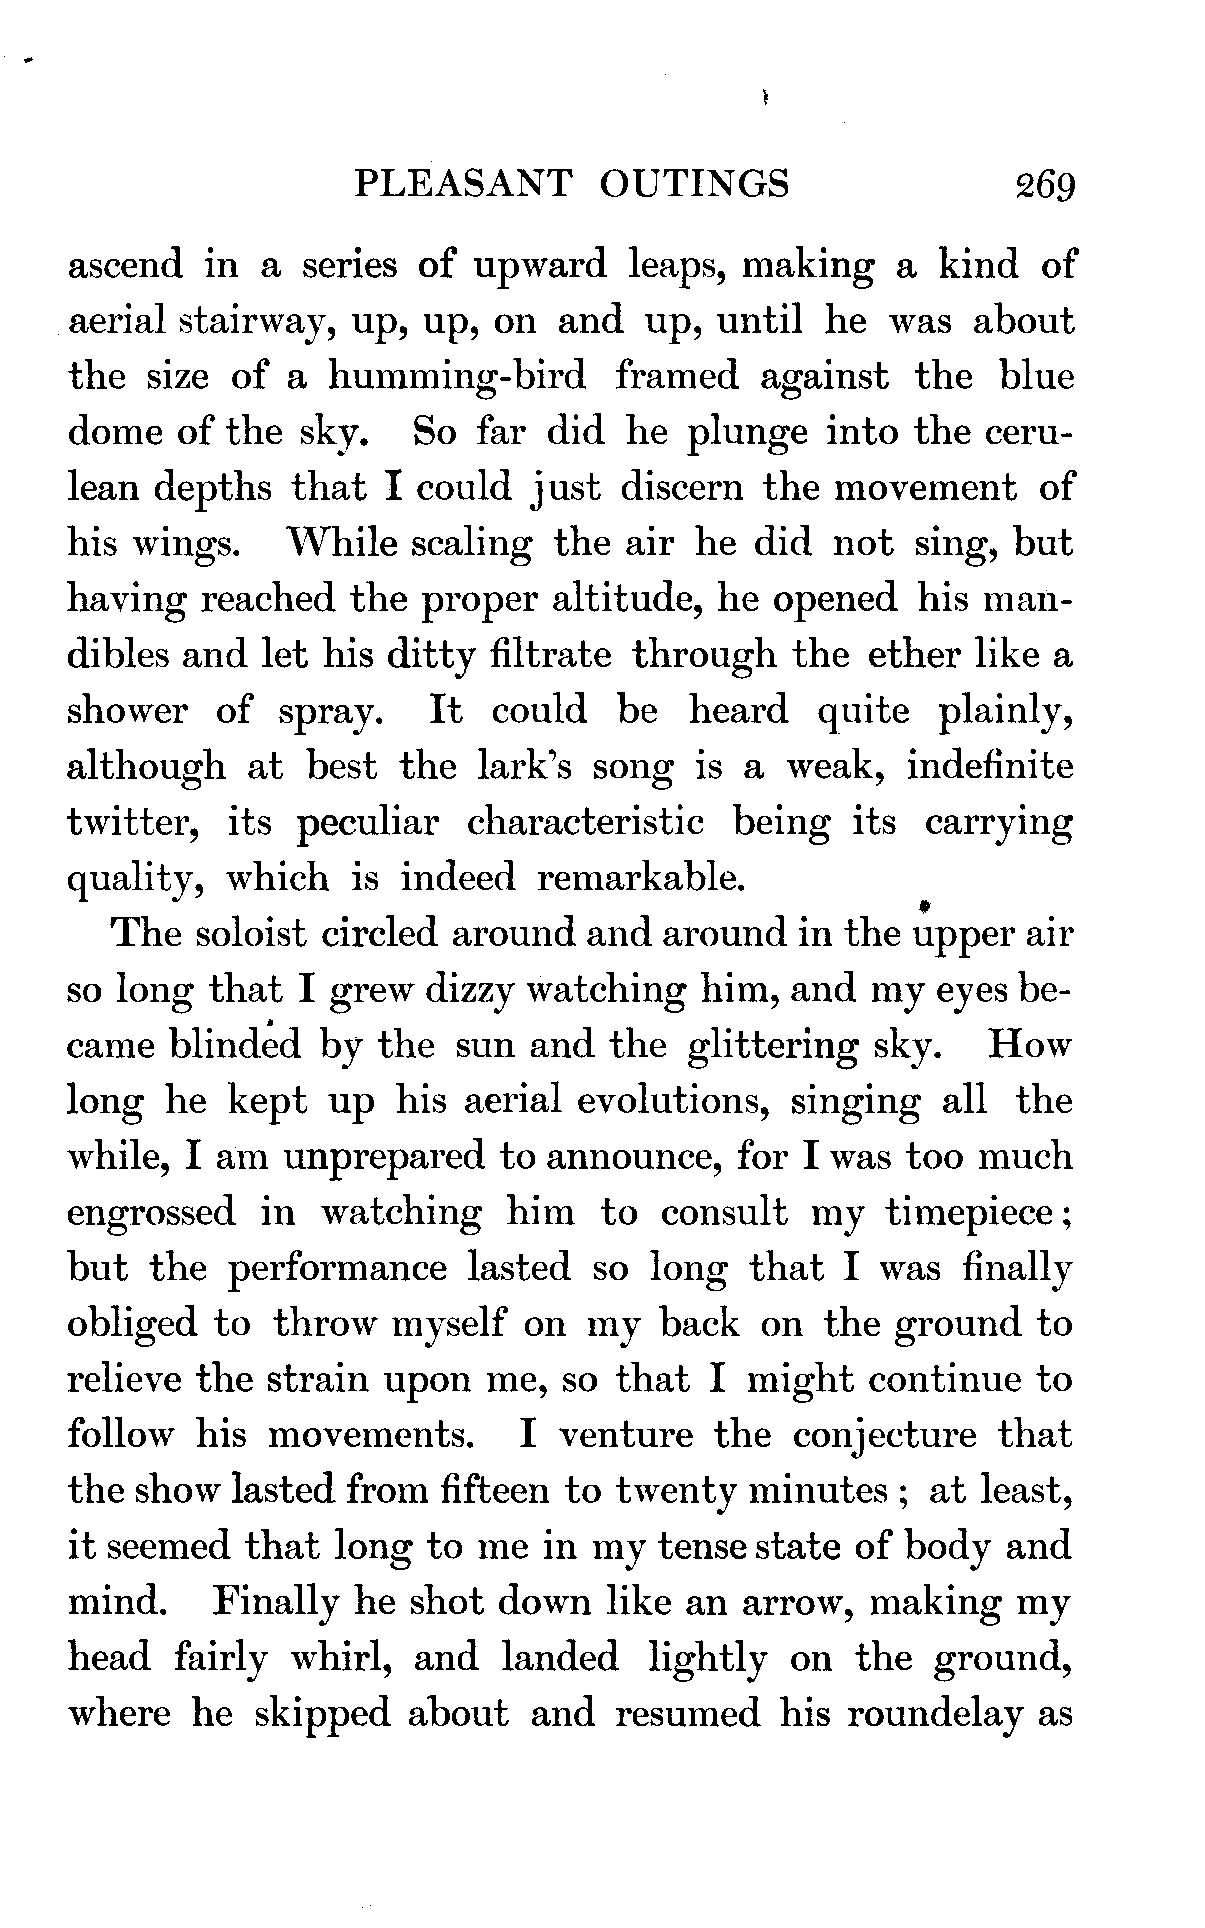 PLEASANT OUTINGS 269
ascend in a series of upward leaps, making a kind of
aerial stairway, up, up, on and up, until he was about
the size of a humming-bird framed against the blue
dome of the sky. So far did he plunge into the ceru-
lean depths that I could just discern the movement of
his wings. While scaling the air he did not sing, but
having reached the proper altitude, he opened his man-
dibles and let his ditty filtrate through the ether like a
shower of spray. It could be heard quite plainly,
although at best the lark's song is a weak, indefinite
twitter, its peculiar characteristic being its carrying
quality, which is indeed remarkable.
The soloist circled around and around in the upper air
so long that I grew dizzy watching him, and my eyes be-
came blinded by the sun and the glittering sky. How
long he kept up his aerial evolutions, singing all the
while, I am unprepared to announce, for I was too much
engrossed in watching him to consult my timepiece;
but the performance lasted so long that I was finally
obliged to throw myself on my back on the ground to
relieve the strain upon me, so that I might continue to
follow his movements. I venture the conjecture that
the show lasted from fifteen to twenty minutes; at least,
it seemed that long to me in my tense state of body and
mind. Finally he shot down like an arrow, making my
head fairly whirl, and landed lightly on the ground,
where he skipped about and resumed his roundelay as